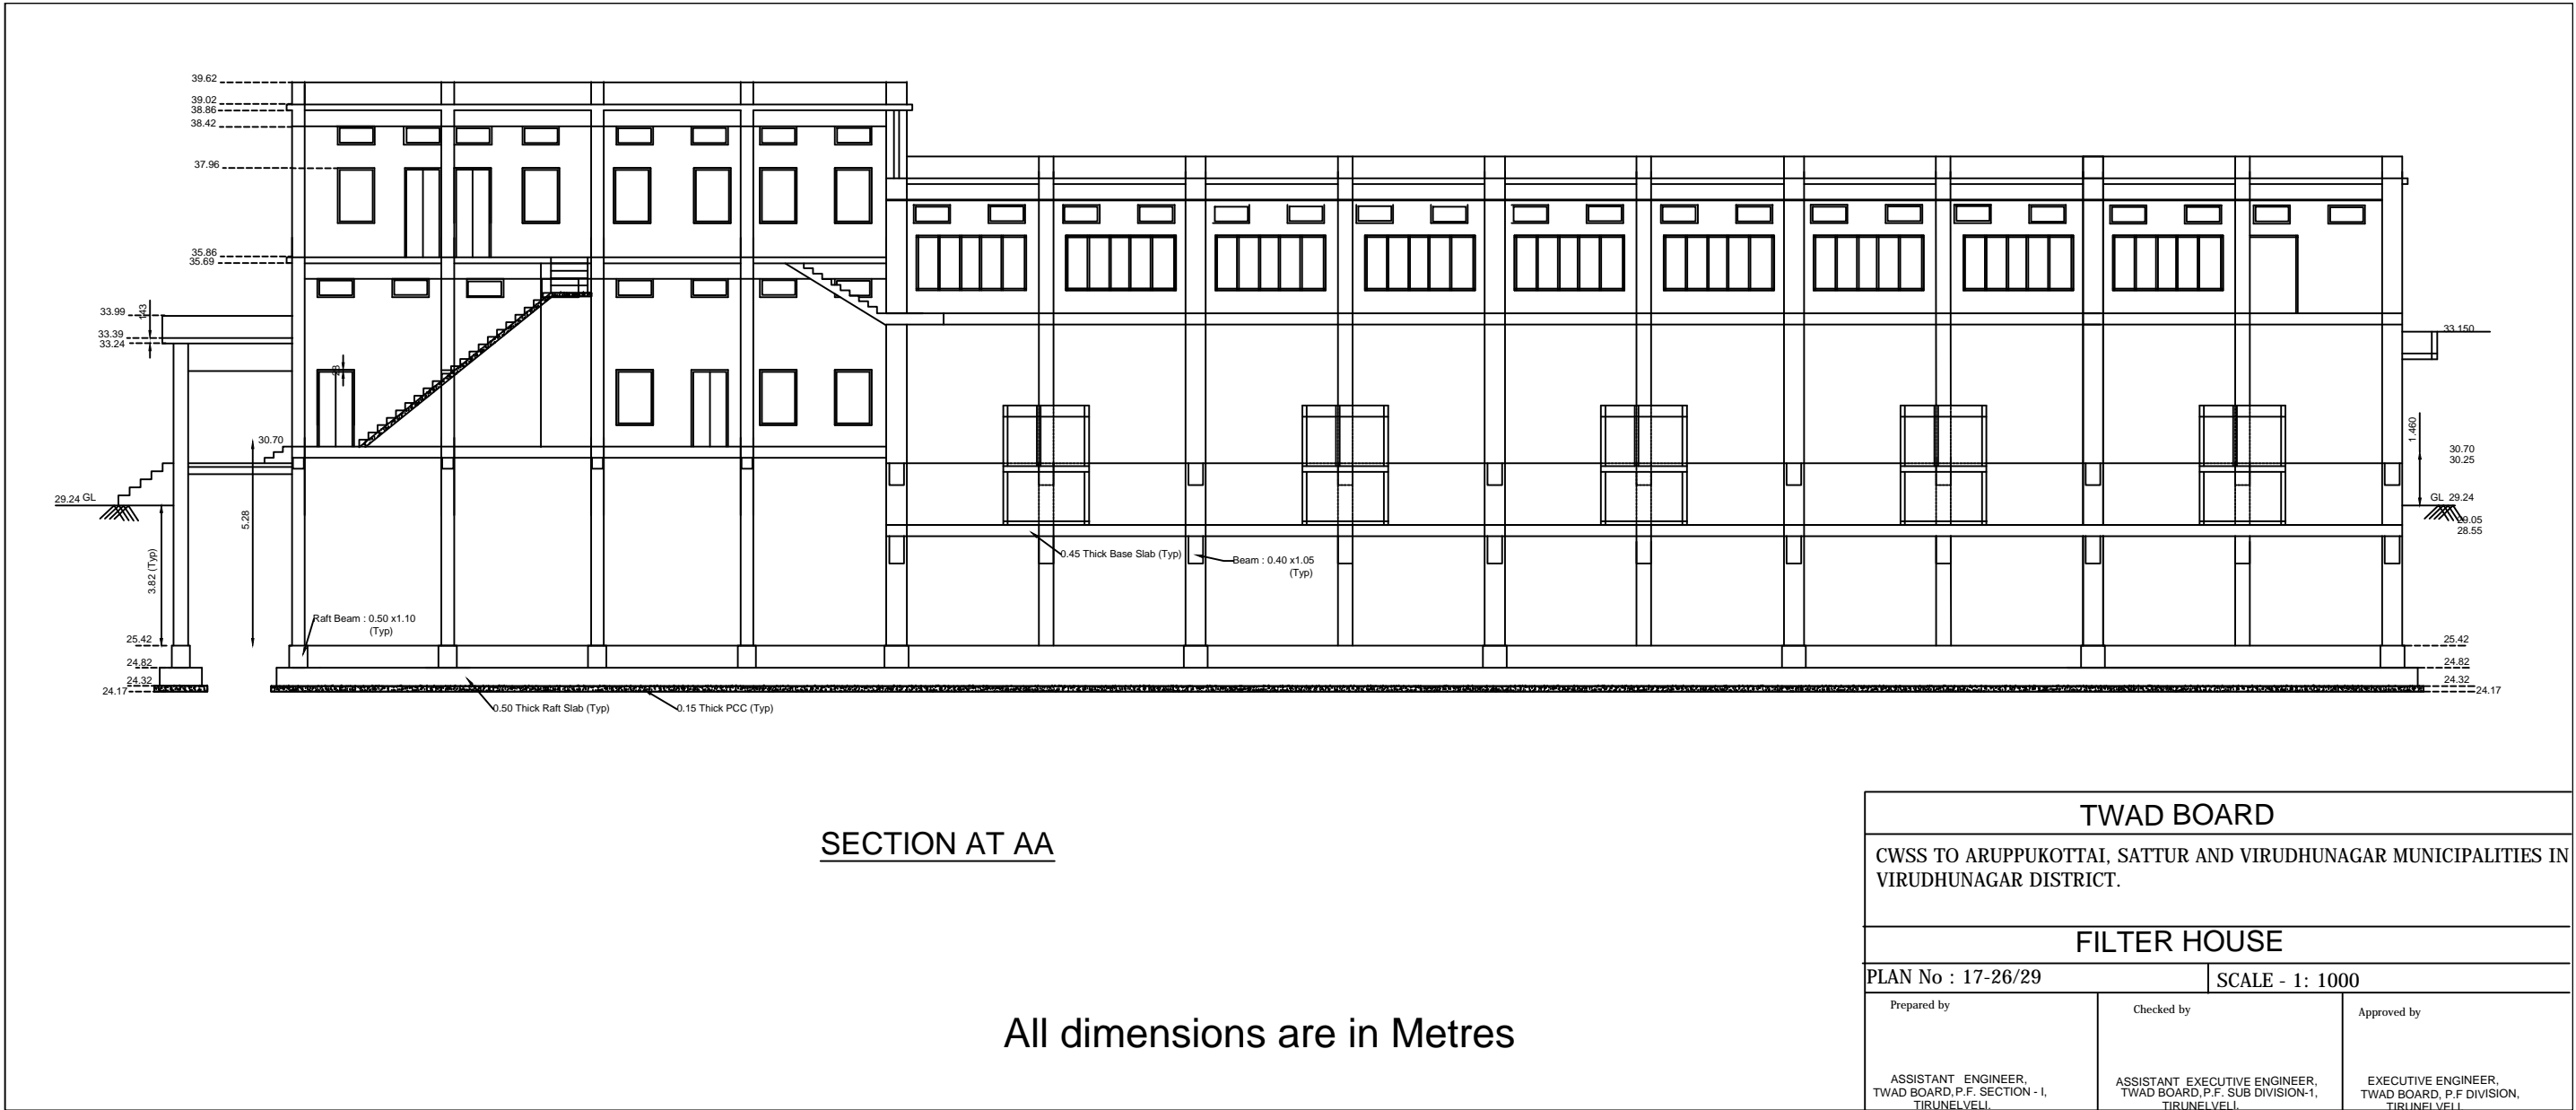 39.62
39.02
38.86
38.42
37.96
35.86
35.69
33.99
33.39
33.24
30.70
29.24 GL
3.82 (Typ)
5.28
Raft Beam : 0.50 x1.10
(Typ)
25.42
24.82
24.32
24.17
0.50 Thick Raft Slab (Typ)
0.15 Thick PCC (Typ)
0.45 Thick Base Slab (Typ)
Beam : 0.40 x1.05
(Typ)
33.150
1.460
30.70
30.25
GL 29.24
29.05
28.55
25.42
24.82
24.32
24.17
SECTION AT AA
All dimensions are in Metres
TWAD BOARD
CWSS TO ARUPPUKOTTAI, SATTUR AND VIRUDHUNAGAR MUNICIPALITIES IN
VIRUDHUNAGAR DISTRICT.
FILTER HOUSE
PLAN No : 17-26/29
SCALE - 1: 1000
Prepared by
ASSISTANT ENGINEER,
TWAD BOARD,P.F. SECTION - I,
TIRUNELVELI.
Checked by
ASSISTANT EXECUTIVE ENGINEER,
TWAD BOARD,P.F. SUB DIVISION-1,
TIRUNELVELI.
Approved by
EXECUTIVE ENGINEER,
TWAD BOARD, P.F DIVISION,
TIRUNELVELI